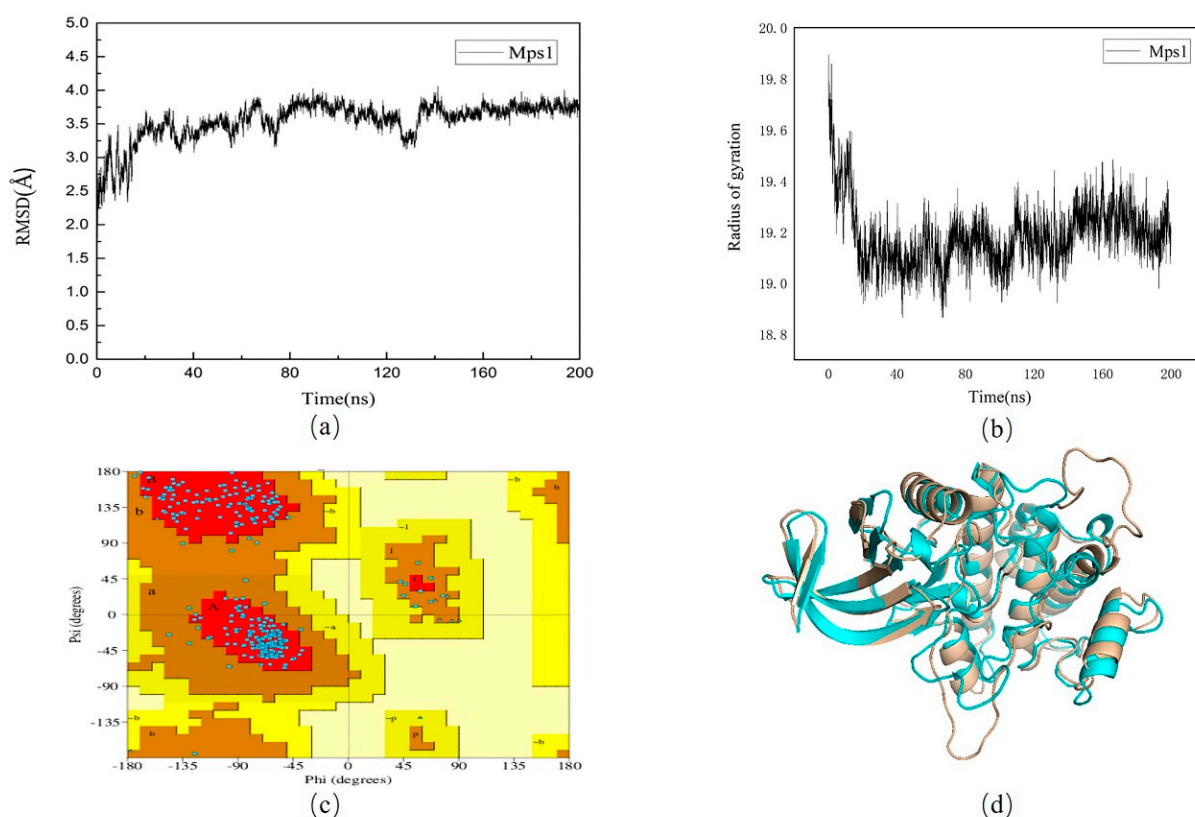 5.0
4.5
4.0
3.5
3.0
2.5
2.0
1.5
1.0
0.5
0.0
RMSD(Å)
Mps1
0 40 80 120 160 200
Time(ns)
(a)
20.0
19.8
19.6
19.4
19.2
19.0
18.8
Radius of gyration
Mps1
0 40 80 120 160 200
Time(ns)
(b)
180
135
90
45
0
-45
-90
-135
Psi (degrees)
B
~b
b
~b
b
~l
l
a
A
~a
~b
b
~p
p
~b
-180 -135 -90 -45 0 45 90 135 180
Phi (degrees)
(c)
(d)